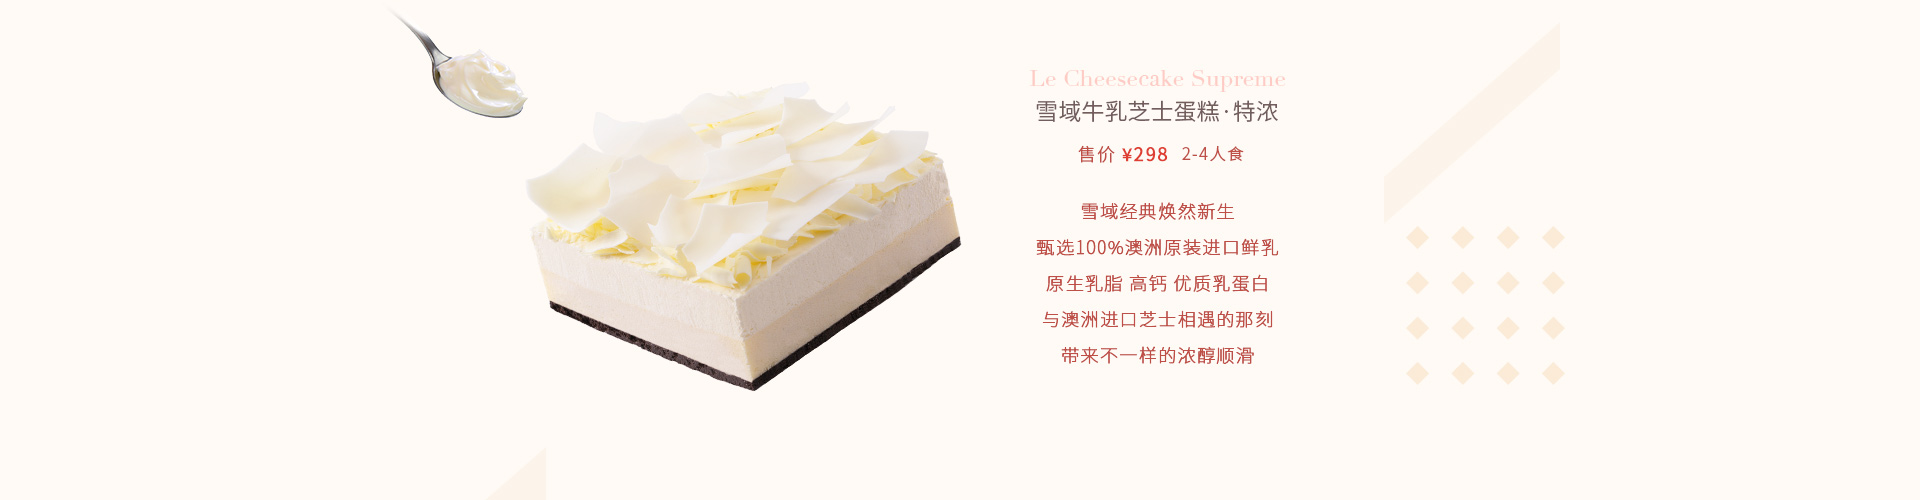 Le Cheesecake Supreme
雪域牛乳芝士蛋糕·特浓
售价 ¥298 2-4人食
雪域经典焕然新生
甄选100%澳洲原装进口鲜乳
原生乳脂 高钙 优质乳蛋白
与澳洲进口芝士相遇的那刻
带来不一样的浓醇顺滑